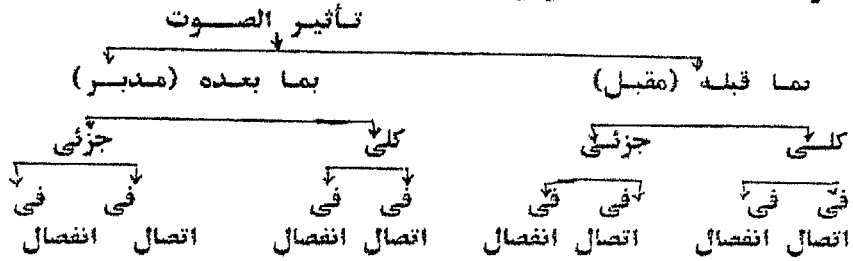 تأثير الصوت
بما قبله (مقبل) بما بعده (مدبر)
كلى جزئى كلى جزئى
فى فى فى فى فى فى فى فى
اتصال انفصال اتصال انفصال اتصال انفصال اتصال انفصال